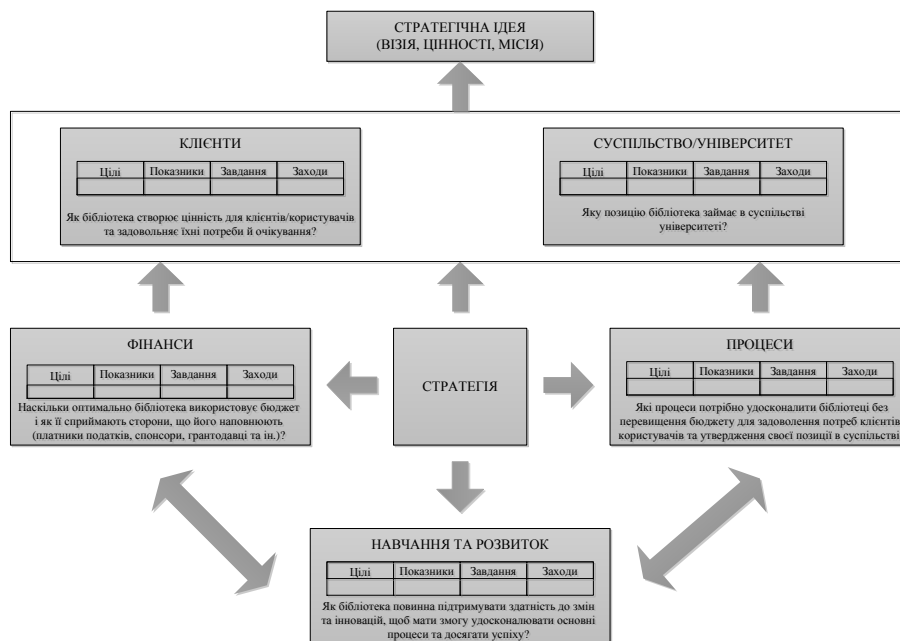 СТРАТЕГІЧНА ІДЕЯ
(ВІЗІЯ, ЦІННОСТІ, МІСІЯ)
КЛІЄНТИ
Цілі Показники Завдання Заходи
Як бібліотека створює цінність для клієнтів/користувачів
та задовольняє їхні потреби й очікування?
СУСПІЛЬСТВО/УНІВЕРСИТЕТ
Цілі Показники Завдання Заходи
Яку позицію бібліотека займає в суспільстві
університеті?
ФІНАНСИ
Цілі Показники Завдання Заходи
Наскільки оптимально бібліотека використовує бюджет
і як її сприймають сторони, що його наповнюють
(платники податків, спонсори, грантодавці та ін.)?
СТРАТЕГІЯ
ПРОЦЕСИ
Цілі Показники Завдання Заходи
Які процеси потрібно удосконалити бібліотеці без
перевищення бюджету для задоволення потреб клієнтів
користувачів та утвердження своєї позиції в суспільстві
НАВЧАННЯ ТА РОЗВИТОК
Цілі Показники Завдання Заходи
Як бібліотека повинна підтримувати здатність до змін
та інновацій, щоб мати змогу удосконалювати основні
процеси та досягати успіху?